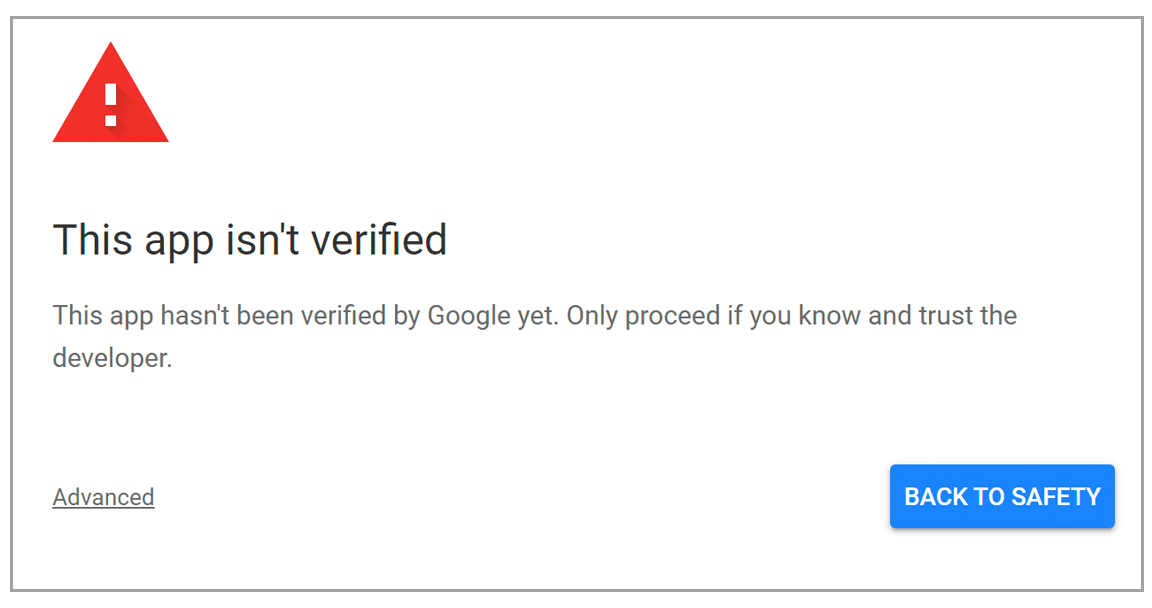 This app isn't verified
This app hasn't been verified by Google yet. Only proceed if you know and trust the
developer.
Advanced
BACK TO SAFETY